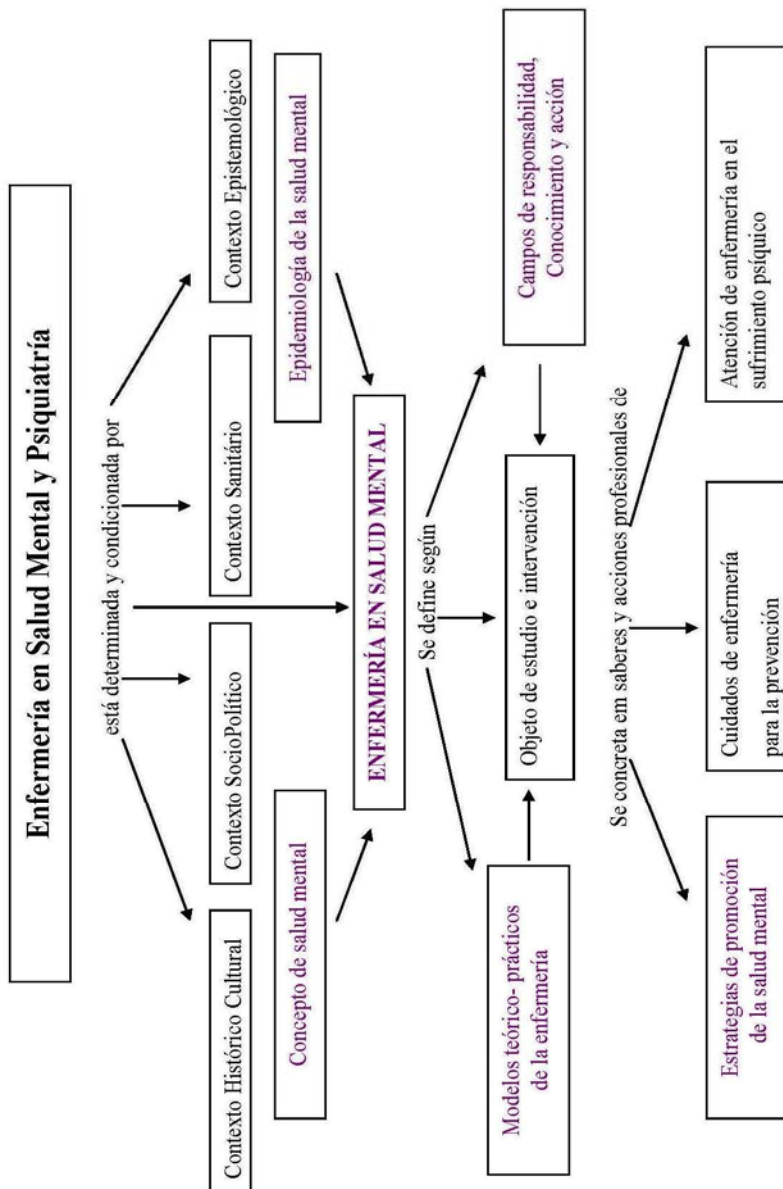 Enfermería en Salud Mental y Psiquiatría
está determinada y condicionada por
Contexto Histórico Cultural
Contexto SocioPolítico
Contexto Sanitário
Contexto Epistemológico
Concepto de salud mental
Epidemiología de la salud mental
ENFERMERÍA EN SALUD MENTAL
Se define según
Modelos teórico- prácticos
de la enfermería
Objeto de estudio e intervención
Campos de responsabilidad,
Conocimiento y acción
Se concreta em saberes y acciones profesionales de
Estrategias de promoción
de la salud mental
Cuidados de enfermería
para la prevención
Atención de enfermería en el
sufrimiento psíquico